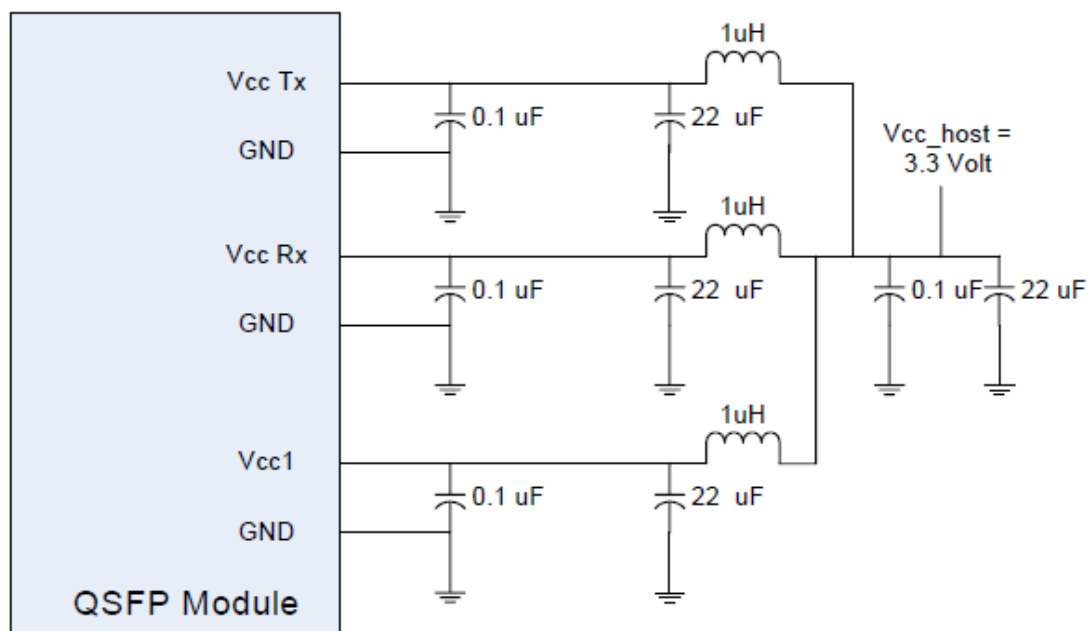 1uH
Vcc Tx
0.1 uF
22 uF
Vcc_host =
3.3 Volt
GND
1uH
Vcc Rx
0.1 uF
22 uF
0.1 uF
22 uF
GND
1uH
Vcc1
0.1 uF
22 uF
GND
QSFP Module